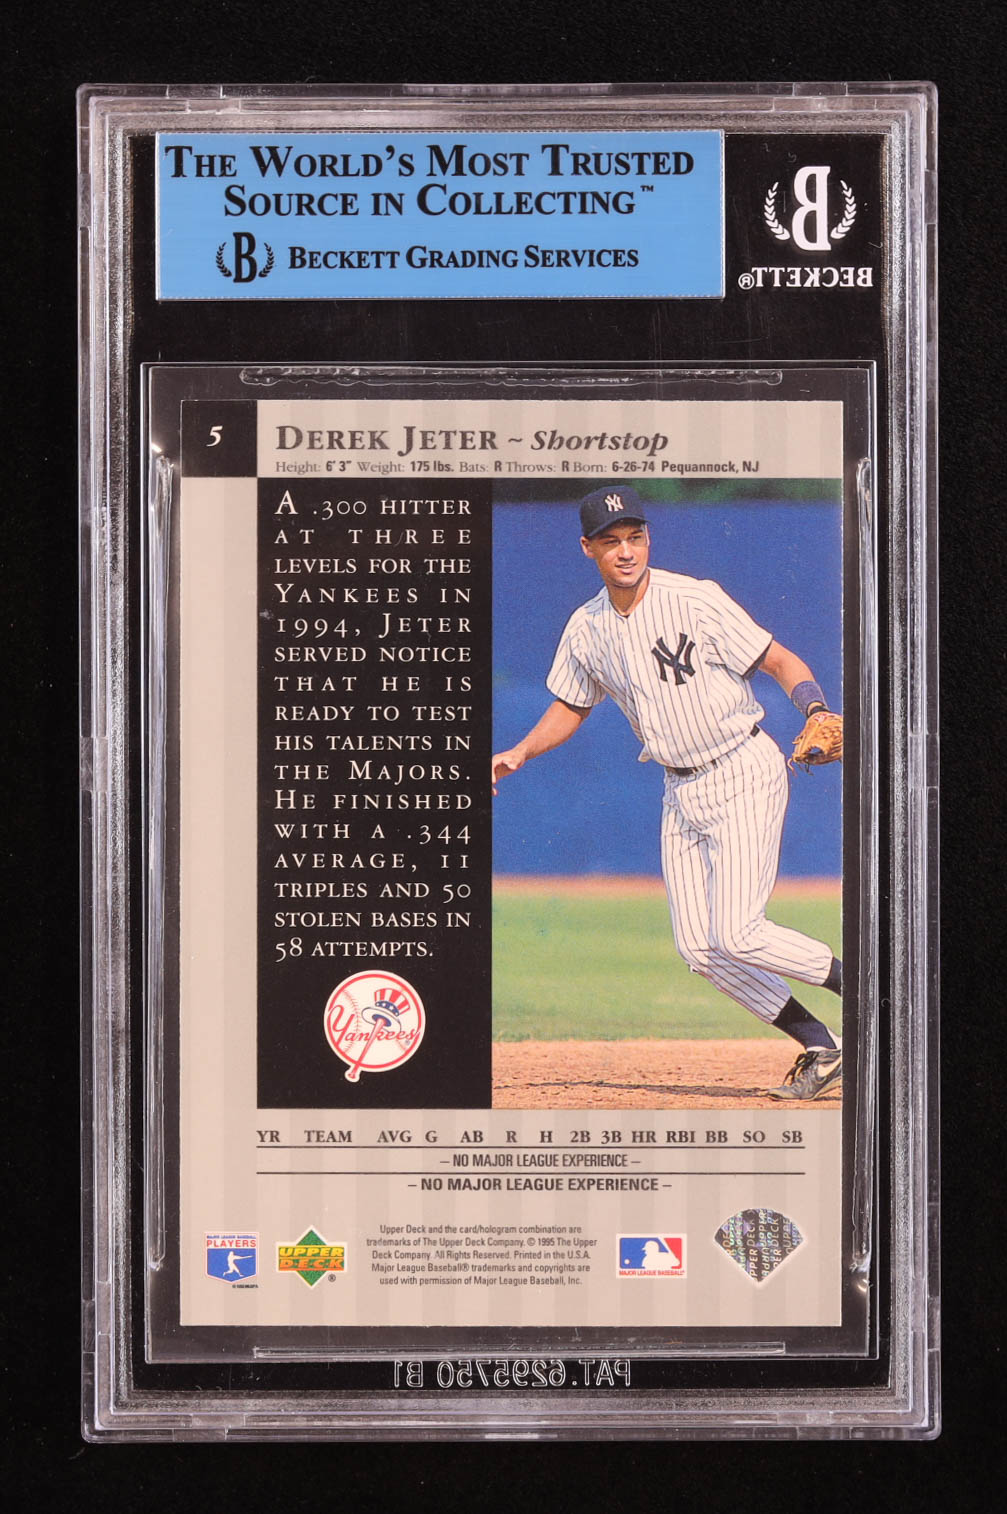 THE WORLD'S MOST TRUSTED
SOURCE IN COLLECTING™
B BECKETT GRADING SERVICES
B
BECKETT®
5
DEREK JETER ~ Shortstop
Height: 6'3" Weight: 175 lbs. Bats: R Throws: R Born: 6-26-74 Pequannock, NJ
A .300 HITTER
AT THREE
LEVELS FOR THE
YANKEES IN
1994, JETER
SERVED NOTICE
THAT HE IS
READY TO TEST
HIS TALENTS IN
THE MAJORS.
HE FINISHED
WITH A .344
AVERAGE, 11
TRIPLES AND 50
STOLEN BASES IN
58 ATTEMPTS.
Yankees
NY
NY
YR TEAM AVG G AB R H 2B 3B HR RBI BB SO SB
– NO MAJOR LEAGUE EXPERIENCE –
– NO MAJOR LEAGUE EXPERIENCE –
PLAYERS
UPPER
DECK
®
Upper Deck and the card/hologram combination are
trademarks of The Upper Deck Company. © 1995 The Upper
Deck Company. All Rights Reserved. Printed in the U.S.A.
Major League Baseball® trademarks and copyrights are
used with permission of Major League Baseball, Inc.
MAJOR LEAGUE BASEBALL®
UPPER DECK
PAT.6295750 B1